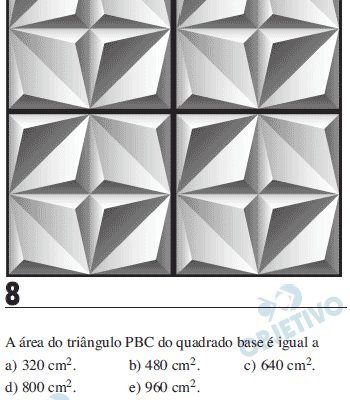 8
A área do triângulo PBC do quadrado base é igual a
a) 320 cm². b) 480 cm². c) 640 cm².
d) 800 cm². e) 960 cm².
OBJETIVO